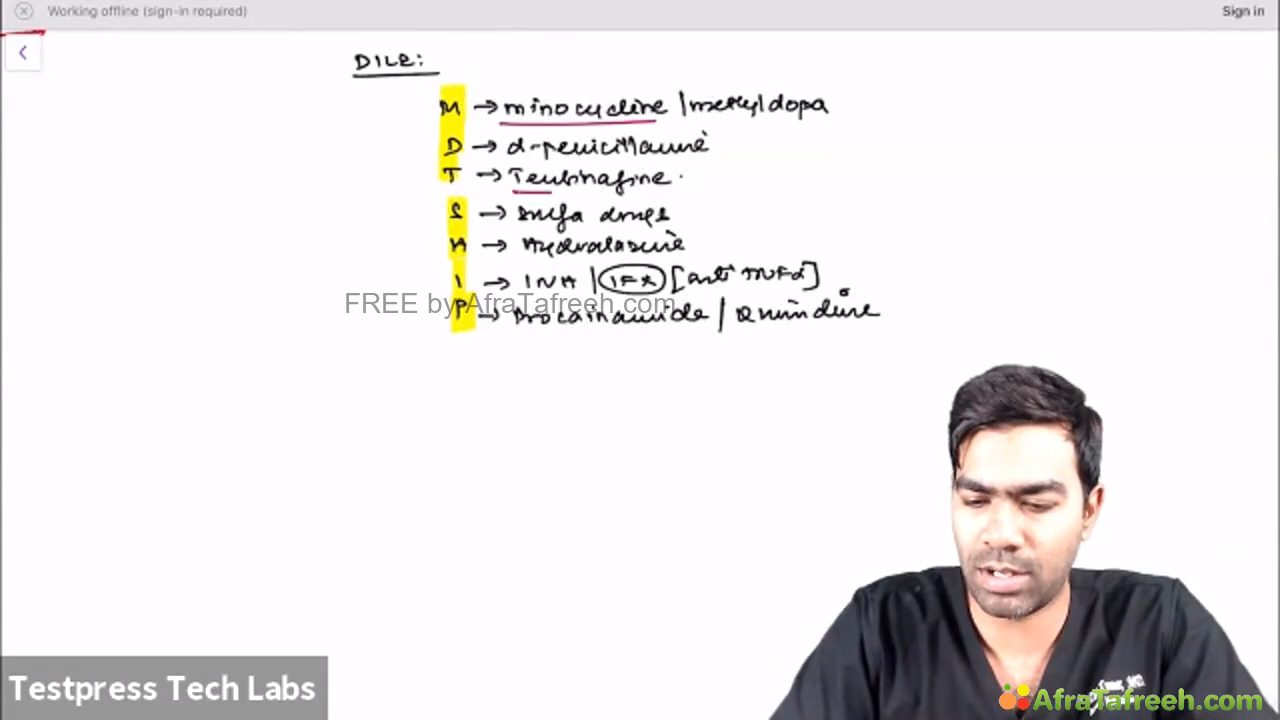 Working offline (sign-in required)
Sign in
DILE:
M → minocycline / methyldopa
D → d-penicillamine
T → Terbinafine
S → Sulfa drugs
H → Hydralazine
I → INH / IFX [anti TNFα]
FREE by AfraTafreeh.com
P → Procainamide / Quinidine
Testpress Tech Labs
AfraTafreeh.com